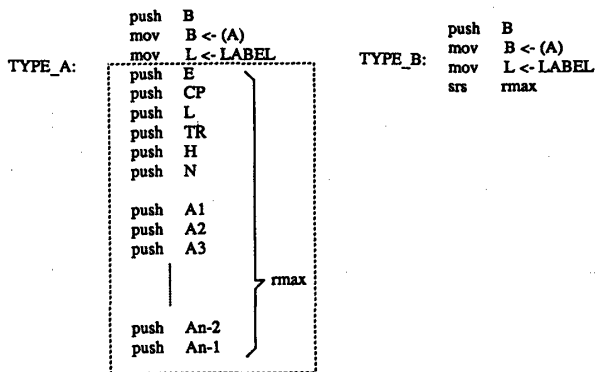 push B
mov B <- (A)
mov L <- LABEL
TYPE_A:
push E
push CP
push L
push TR
push H
push N
push A1
push A2
push A3
rmax
push An-2
push An-1
TYPE_B:
push B
mov B <- (A)
mov L <- LABEL
srs rmax